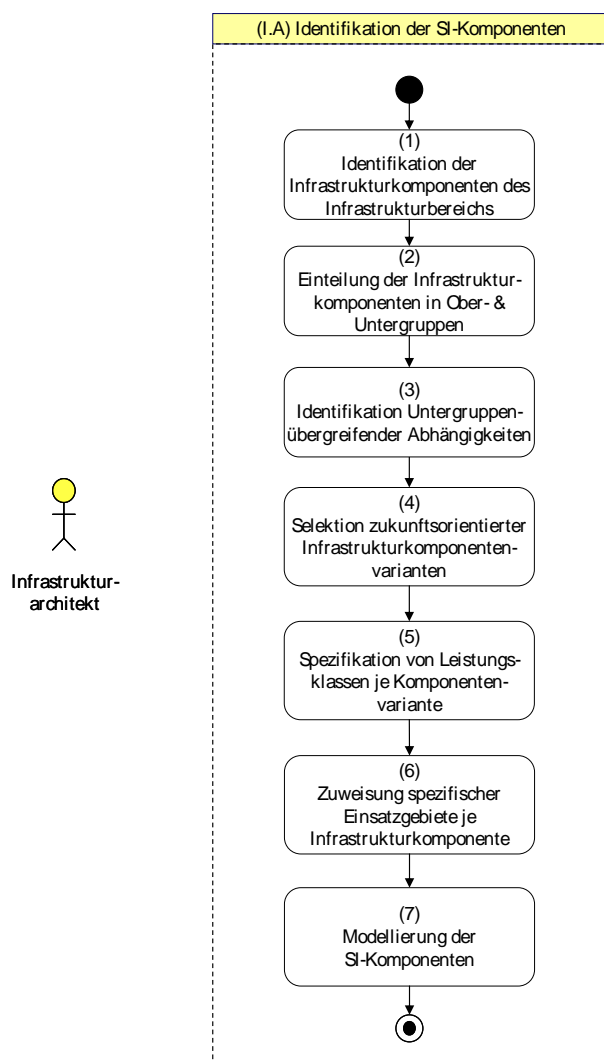 (I.A) Identifikation der SI-Komponenten
(1)
Identifikation der
Infrastrukturkomponenten des
Infrastrukturbereichs
(2)
Einteilung der Infrastruktur-
komponenten in Ober- &
Untergruppen
(3)
Identifikation Untergruppen-
übergreifender Abhängigkeiten
(4)
Selektion zukunftsorientierter
Infrastrukturkomponenten-
varianten
Infrastruktur-
architekt
(5)
Spezifikation von Leistungs-
klassen je Komponenten-
variante
(6)
Zuweisung spezifischer
Einsatzgebiete je
Infrastrukturkomponente
(7)
Modellierung der
SI-Komponenten